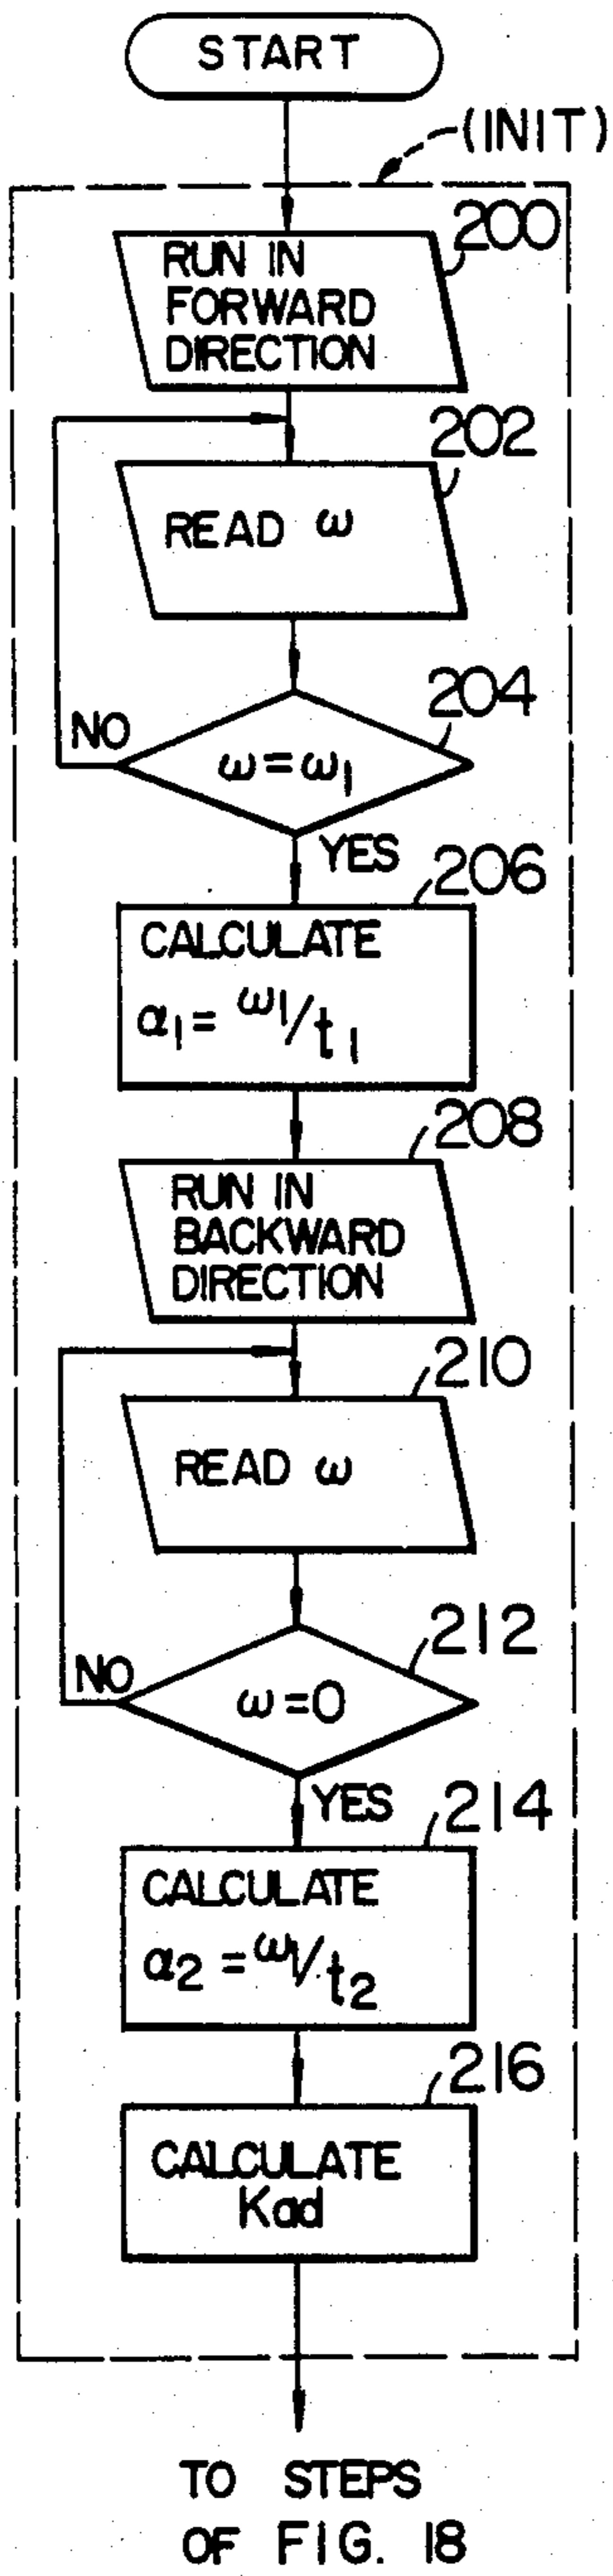 START
(INIT)
200
RUN IN
FORWARD
DIRECTION
202
READ ω
204
NO
ω=ω₁
YES
206
CALCULATE
α₁= ω₁/t₁
208
RUN IN
BACKWARD
DIRECTION
210
READ ω
212
NO
ω=0
YES
214
CALCULATE
α₂=ω₁/t₂
216
CALCULATE
Kad
TO STEPS
OF FIG. 18